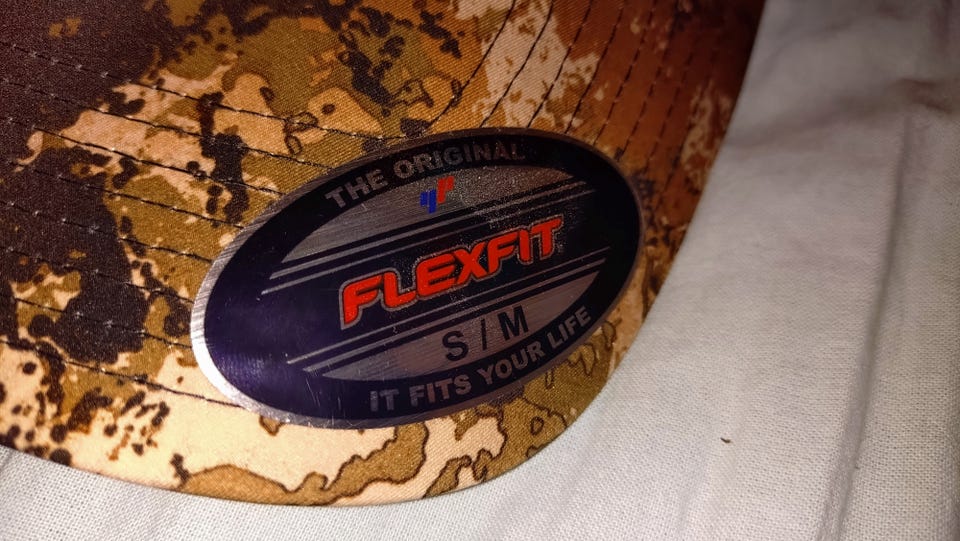 THE ORIGINAL
FLEXFIT
S / M
IT FITS YOUR LIFE